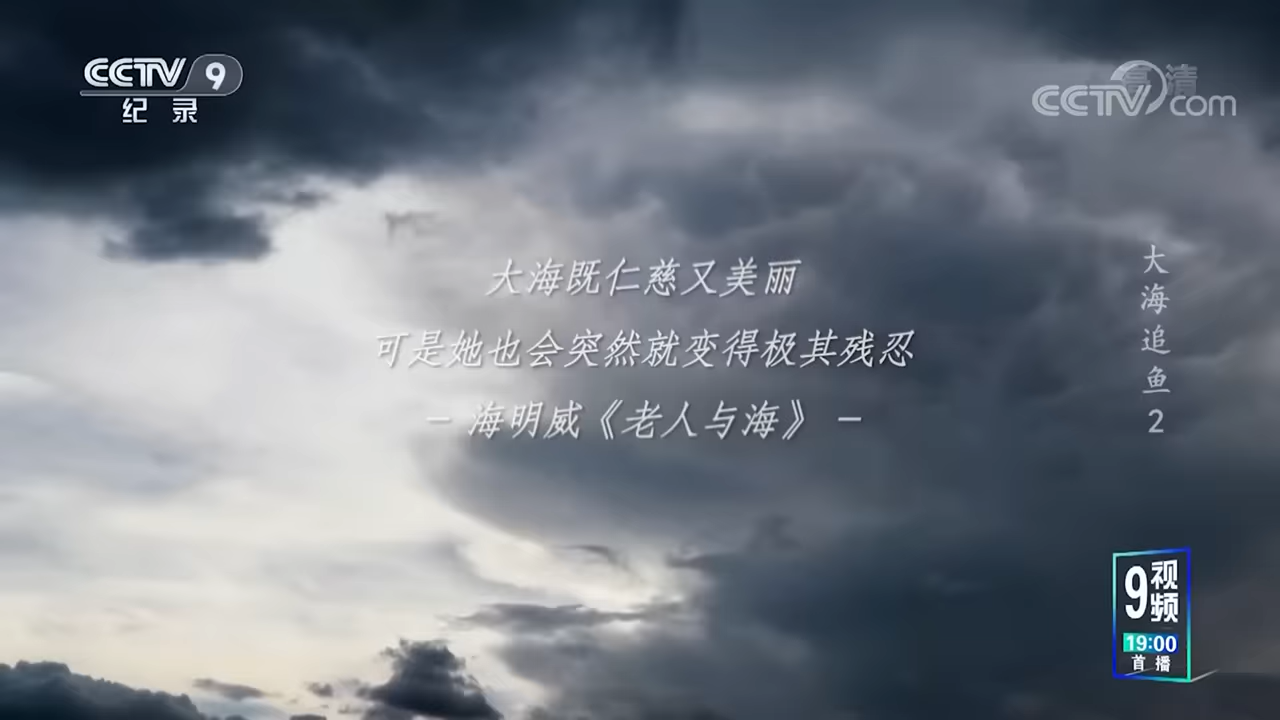 CCTV 9
纪录
高清
CCTV.com
大海既仁慈又美丽
可是她也会突然就变得极其残忍
– 海明威《老人与海》 –
大海追鱼2
9视频
19:00
首播